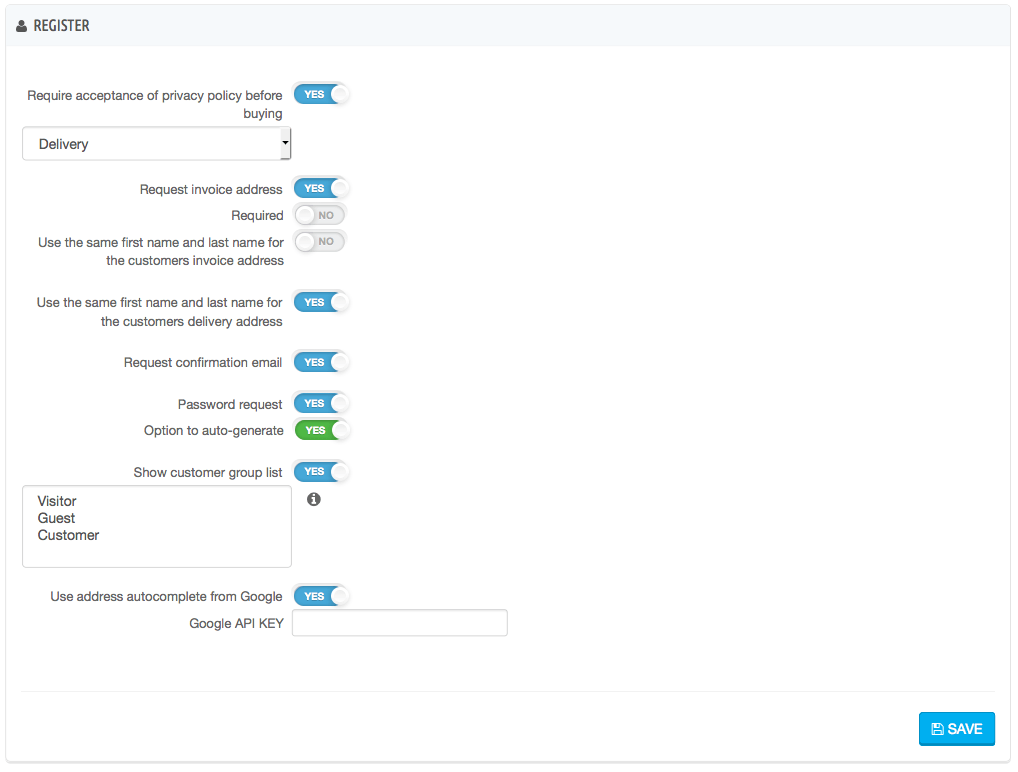 REGISTER
Require acceptance of privacy policy before
buying
YES
Delivery
Request invoice address YES
Required NO
Use the same first name and last name for
the customers invoice address
NO
Use the same first name and last name for
the customers delivery address
YES
Request confirmation email YES
Password request YES
Option to auto-generate YES
Show customer group list YES
Visitor
Guest
Customer
Use address autocomplete from Google YES
Google API KEY
SAVE